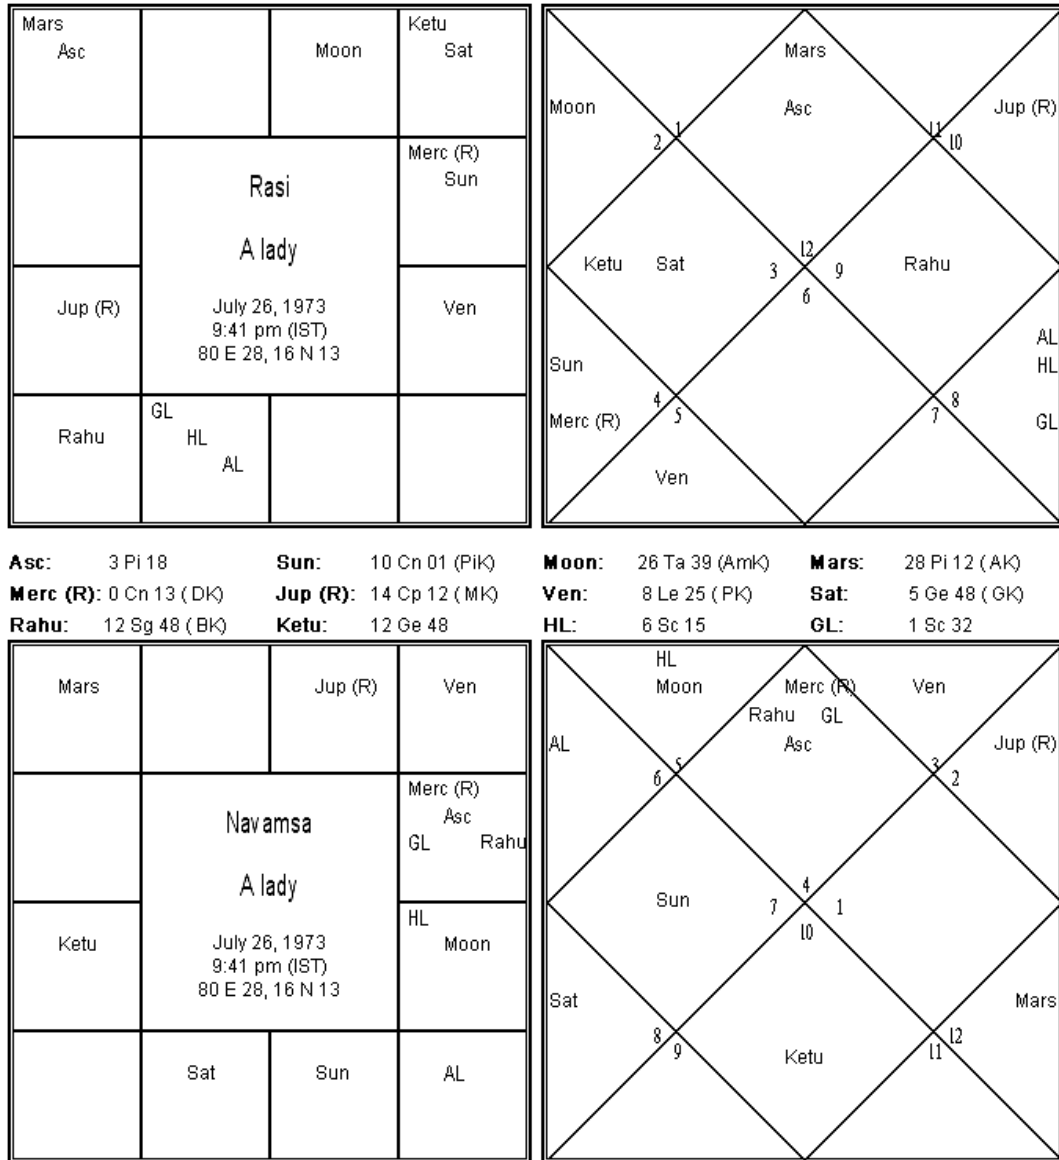 Mars
Asc
Moon
Ketu
Sat
Merc (R)
Sun
Rasi
A lady
July 26, 1973
9:41 pm (IST)
80 E 28, 16 N 13
Jup (R)
Ven
Rahu
GL
HL
AL
Mars
Asc
Moon
Jup (R)
1
2
11
10
12
Ketu Sat 3 9 Rahu
6
AL
Sun
HL
4
5
8
7
Merc (R)
GL
Ven
Asc: 3 Pi 18 Sun: 10 Cn 01 (PiK) Moon: 26 Ta 39 (AmK) Mars: 28 Pi 12 (AK)
Merc (R): 0 Cn 13 (DK) Jup (R): 14 Cp 12 (MK) Ven: 8 Le 25 (PK) Sat: 5 Ge 48 (GK)
Rahu: 12 Sg 48 (BK) Ketu: 12 Ge 48 HL: 6 Sc 15 GL: 1 Sc 32
Mars
Jup (R)
Ven
Merc (R)
Asc
GL Rahu
Navamsa
A lady
July 26, 1973
9:41 pm (IST)
80 E 28, 16 N 13
Ketu
HL
Moon
Sat
Sun
AL
HL
Moon
Merc (R)
Ven
Rahu GL
Asc
AL
Jup (R)
5
6
3
2
4
Sun 7 1
10
Sat
Mars
8
9
12
11
Ketu